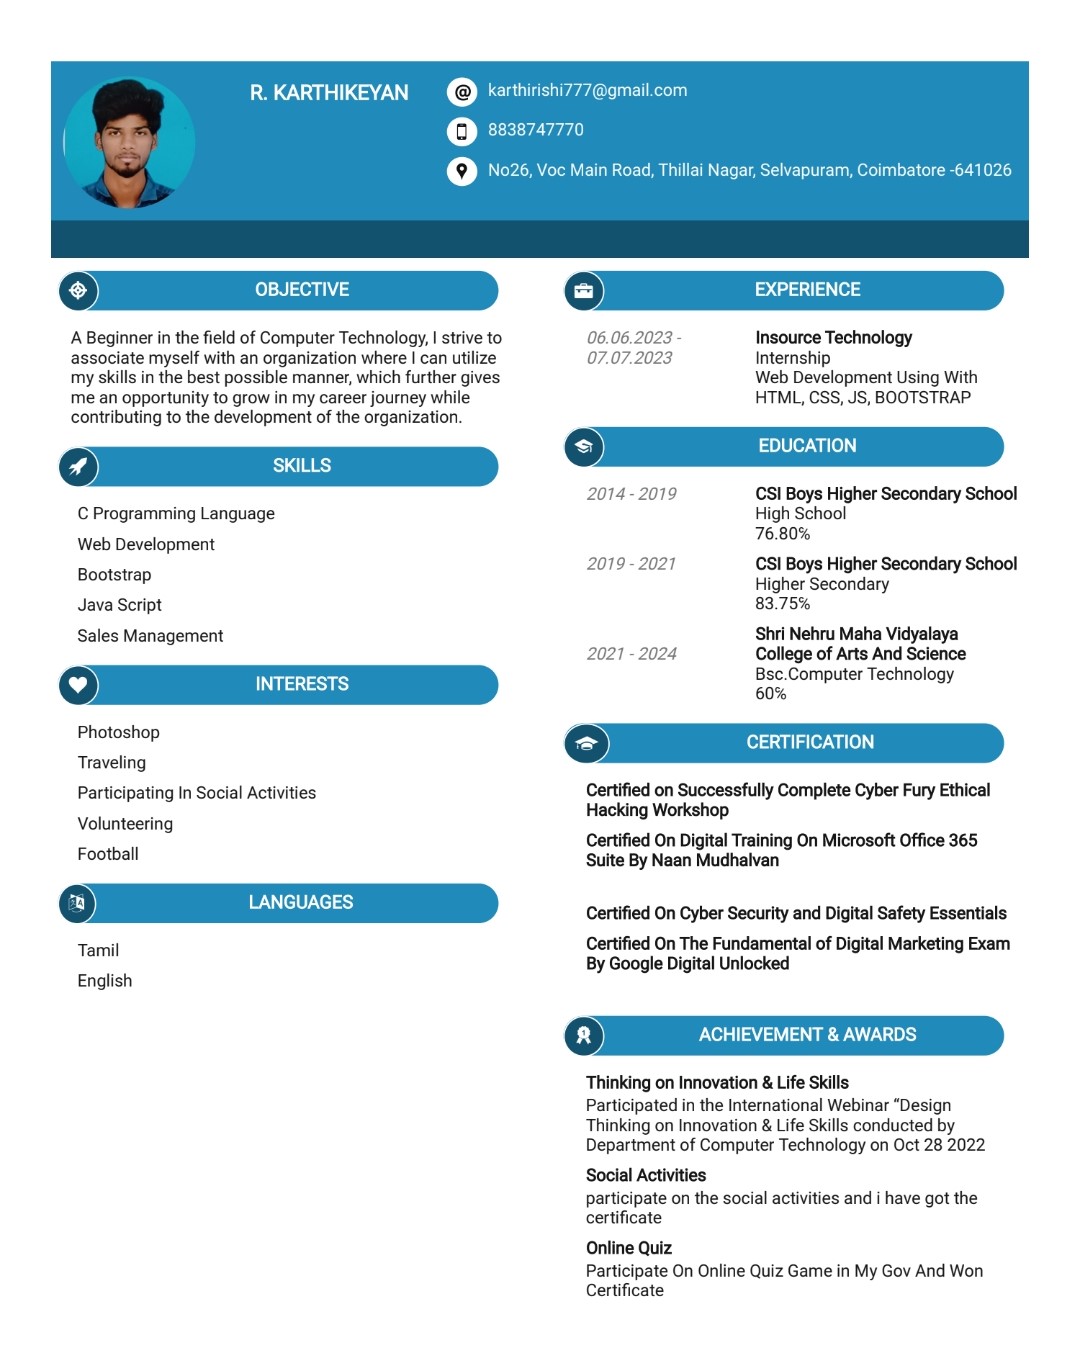 R. KARTHIKEYAN
@ karthirishi777@gmail.com
8838747770
No26, Voc Main Road, Thillai Nagar, Selvapuram, Coimbatore -641026
OBJECTIVE
A Beginner in the field of Computer Technology, I strive to
associate myself with an organization where I can utilize
my skills in the best possible manner, which further gives
me an opportunity to grow in my career journey while
contributing to the development of the organization.
SKILLS
C Programming Language
Web Development
Bootstrap
Java Script
Sales Management
INTERESTS
Photoshop
Traveling
Participating In Social Activities
Volunteering
Football
LANGUAGES
Tamil
English
EXPERIENCE
06.06.2023 -
07.07.2023
Insource Technology
Internship
Web Development Using With
HTML, CSS, JS, BOOTSTRAP
EDUCATION
2014 - 2019
CSI Boys Higher Secondary School
High School
76.80℅
2019 - 2021
CSI Boys Higher Secondary School
Higher Secondary
83.75℅
2021 - 2024
Shri Nehru Maha Vidyalaya
College of Arts And Science
Bsc.Computer Technology
60℅
CERTIFICATION
Certified on Successfully Complete Cyber Fury Ethical
Hacking Workshop
Certified On Digital Training On Microsoft Office 365
Suite By Naan Mudhalvan
Certified On Cyber Security and Digital Safety Essentials
Certified On The Fundamental of Digital Marketing Exam
By Google Digital Unlocked
ACHIEVEMENT & AWARDS
Thinking on Innovation & Life Skills
Participated in the International Webinar “Design
Thinking on Innovation & Life Skills conducted by
Department of Computer Technology on Oct 28 2022
Social Activities
participate on the social activities and i have got the
certificate
Online Quiz
Participate On Online Quiz Game in My Gov And Won
Certificate